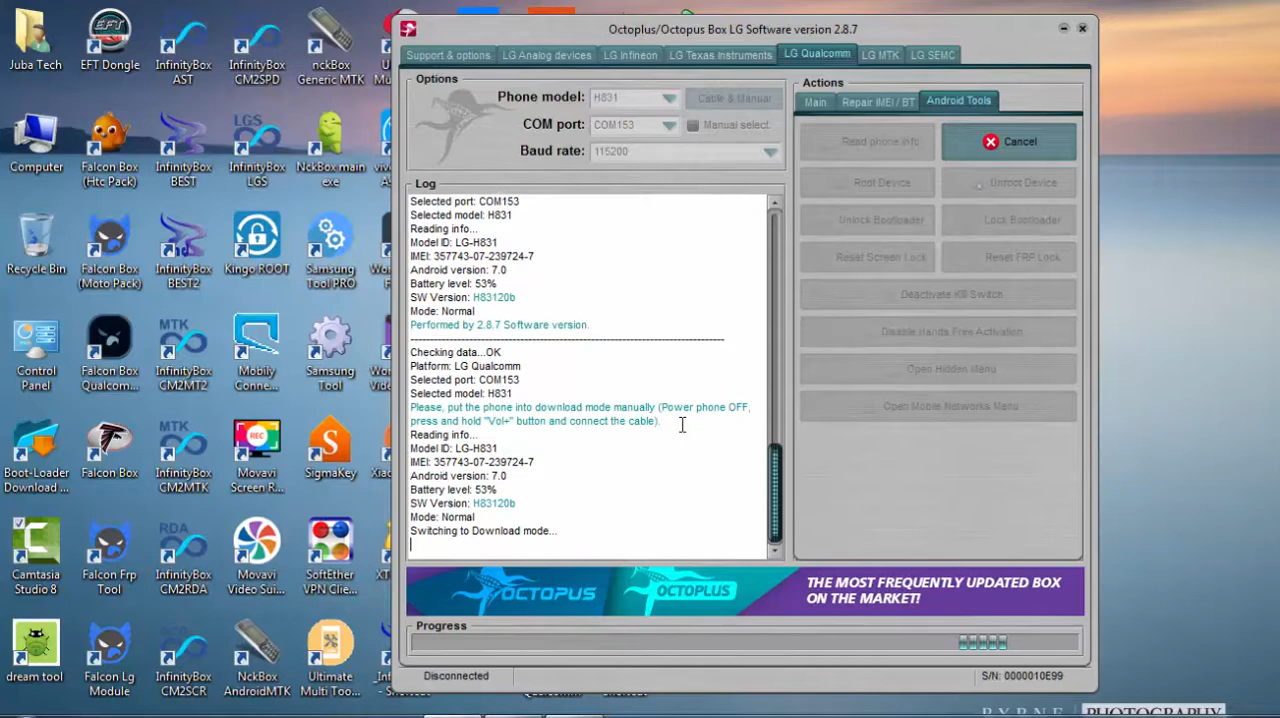 Juba Tech
EFT Dongle
InfinityBox
AST
InfinityBox
CM2SPD
nckBox
Generic MTK
Computer
Falcon Box
(Htc Pack)
InfinityBox
BEST
LGS
InfinityBox
LGS
NckBox main
exe
Recycle Bin
Falcon Box
(Moto Pack)
InfinityBox
BEST2
Kingo ROOT
Samsung
Tool PRO
Control
Panel
Falcon Box
Qualcom...
MTK
InfinityBox
CM2MT2
Mobily
Conne...
Samsung
Tool
Boot-Loader
Download ...
Falcon Box
MTK
InfinityBox
CM2MTK
REC
Movavi
Screen R...
SigmaKey
Camtasia
Studio 8
Falcon Frp
Tool
RDA
InfinityBox
CM2RDA
Movavi
Video Sui...
SoftEther
VPN Clie...
dream tool
Falcon Lg
Module
InfinityBox
CM2SCR
NckBox
AndroidMTK
Ultimate
Multi Too...
Octoplus/Octopus Box LG Software version 2.8.7
Support & options
LG Analog devices
LG Infineon
LG Texas Instruments
LG Qualcomm
LG MTK
LG SEMC
Options
Phone model:
H831
Cable & Manual
COM port:
COM153
Manual select.
Baud rate:
115200
Log
Selected port: COM153
Selected model: H831
Reading info...
Model ID: LG-H831
IMEI: 357743-07-239724-7
Android version: 7.0
Battery level: 53%
SW Version: H83120b
Mode: Normal
Performed by 2.8.7 Software version.
Checking data...OK
Platform: LG Qualcomm
Selected port: COM153
Selected model: H831
Please, put the phone into download mode manually (Power phone OFF,
press and hold "Vol+" button and connect the cable).
Reading info...
Model ID: LG-H831
IMEI: 357743-07-239724-7
Android version: 7.0
Battery level: 53%
SW Version: H83120b
Mode: Normal
Switching to Download mode...
Actions
Main
Repair IMEI / BT
Android Tools
Read phone info
Cancel
Root Device
Unroot Device
Unlock Bootloader
Lock Bootloader
Reset Screen Lock
Reset FRP Lock
Deactivate Kill Switch
Disable Hands Free Activation
Open Hidden Menu
Open Mobile Networks Menu
OCTOPUS
OCTOPLUS
THE MOST FREQUENTLY UPDATED BOX
ON THE MARKET!
Progress
Disconnected
S/N: 0000010E99
PHOTOGRAPHY